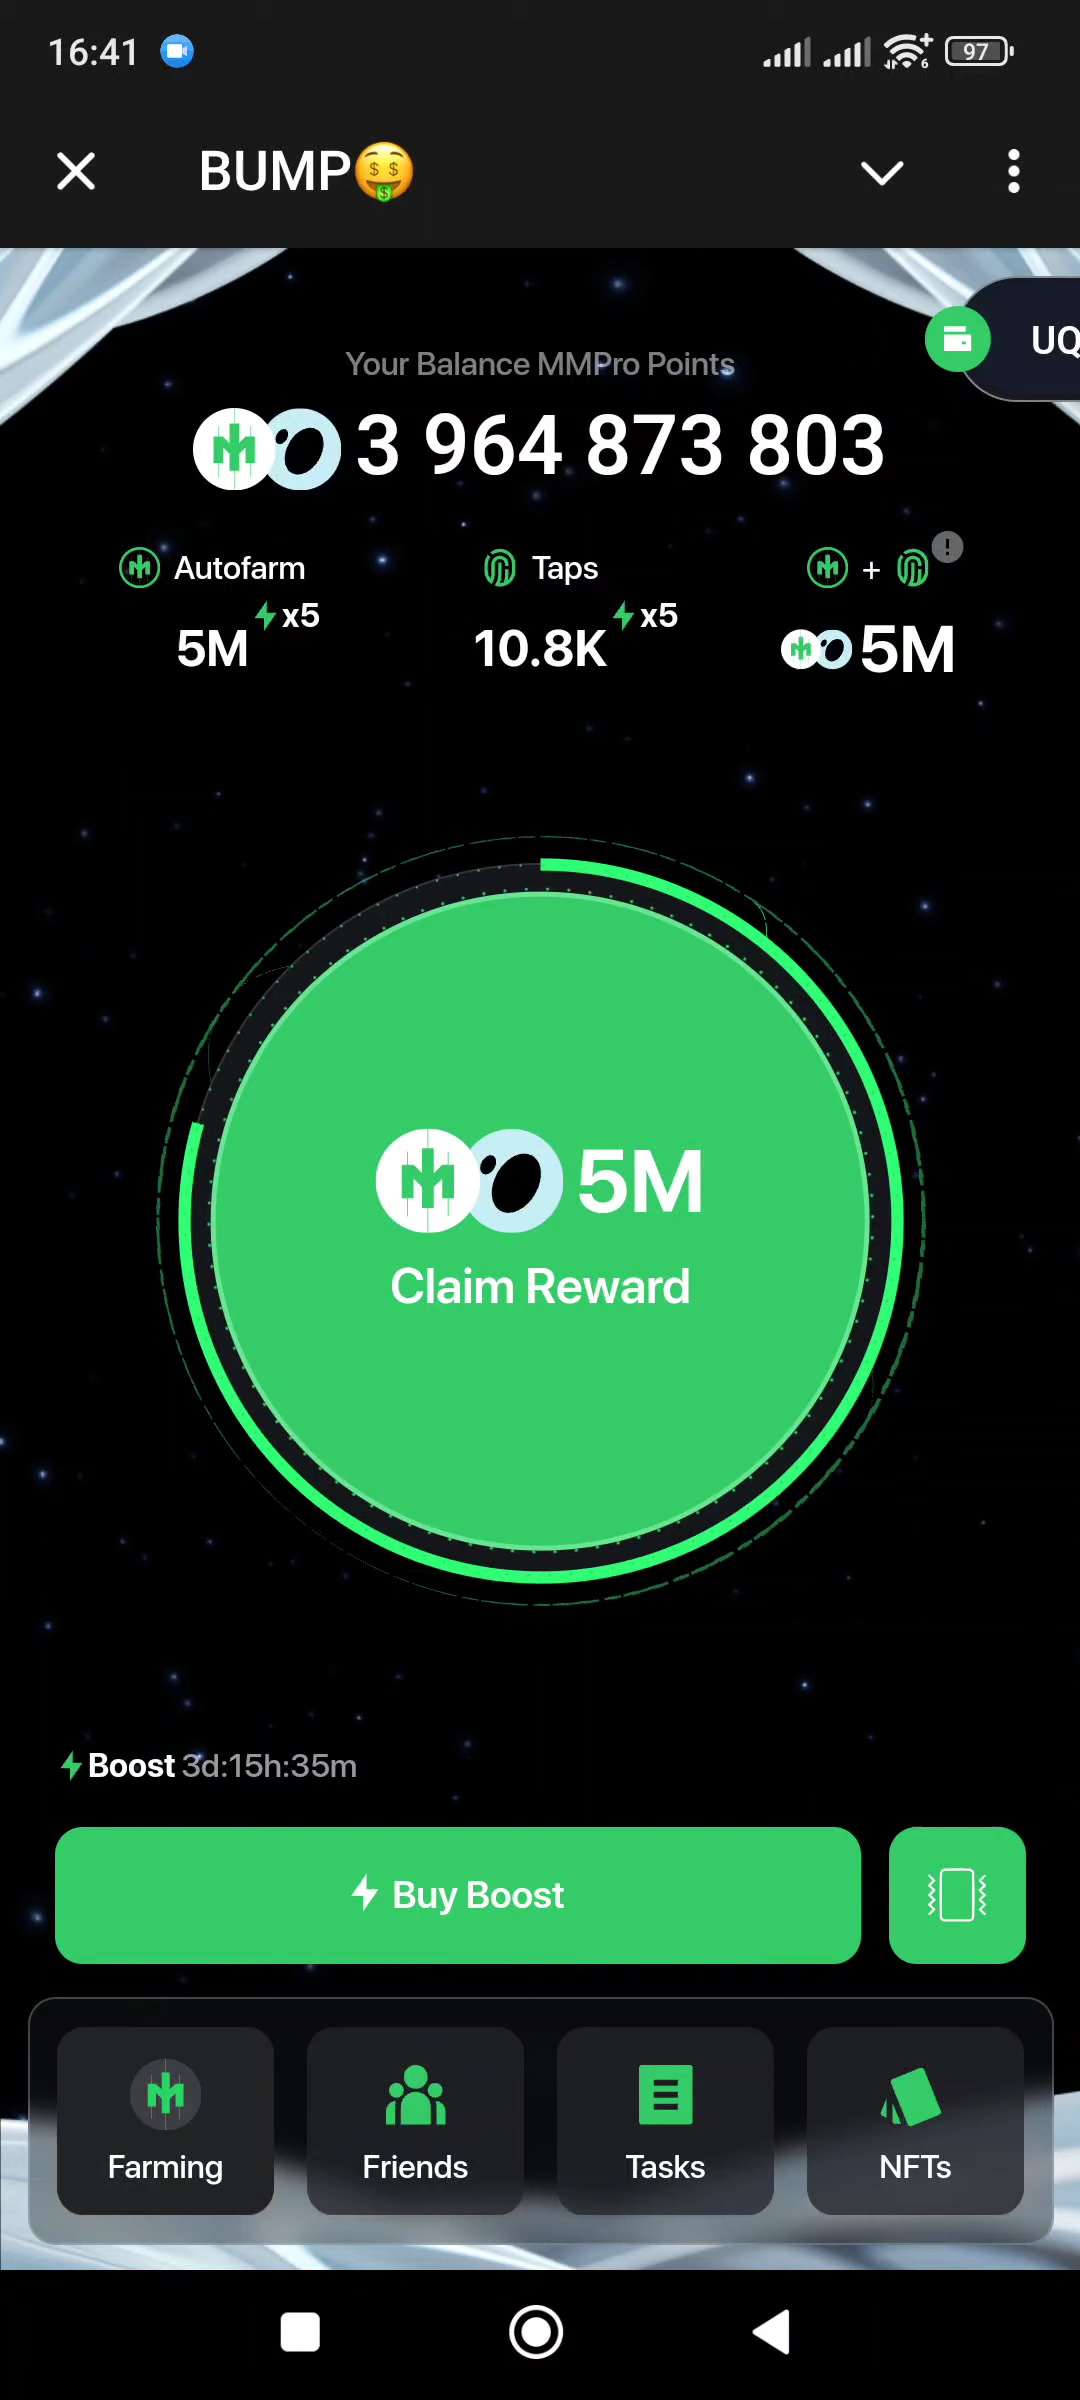 16:41
97
BUMP🤑
UQ
Your Balance MMPro Points
3 964 873 803
Autofarm
Taps
+
5M x5
10.8K x5
5M
5M
Claim Reward
Boost 3d:15h:35m
Buy Boost
Farming
Friends
Tasks
NFTs